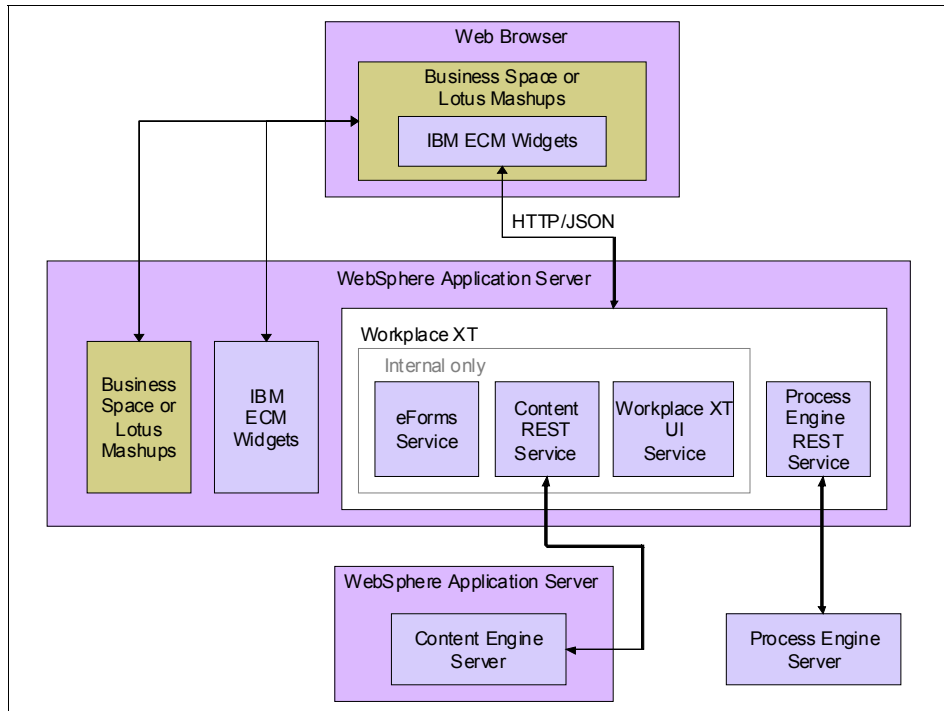 Web Browser
Business Space or
Lotus Mashups
IBM ECM Widgets
HTTP/JSON
WebSphere Application Server
Workplace XT
Internal only
Business
Space or
Lotus
Mashups
IBM
ECM
Widgets
eForms
Service
Content
REST
Service
Workplace XT
UI
Service
Process
Engine
REST
Service
WebSphere Application Server
Content Engine
Server
Process Engine
Server